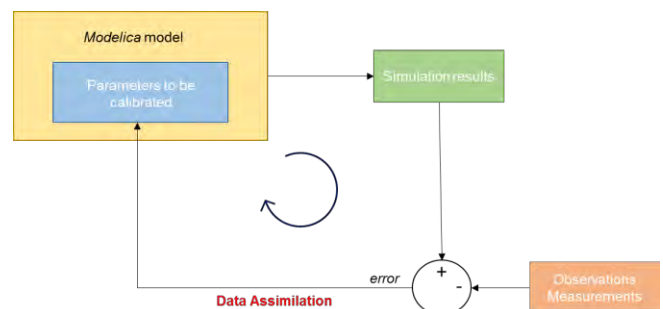 Modelica model
Parameters to be
calibrated
Simulation results
+
-
error
Data Assimilation
Observations
Measurements